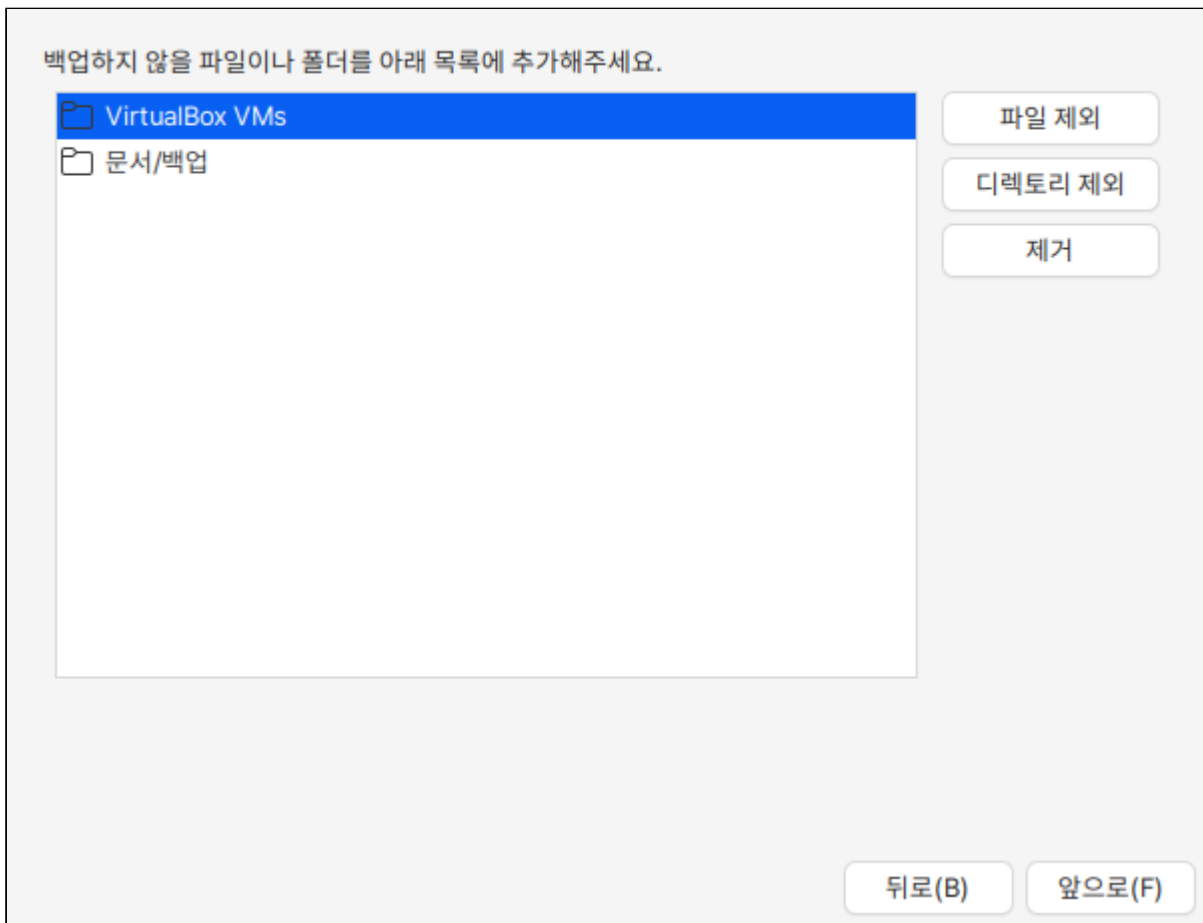 백업하지 않을 파일이나 폴더를 아래 목록에 추가해주세요.
VirtualBox VMs
문서/백업
파일 제외
디렉토리 제외
제거
뒤로(B)
앞으로(F)